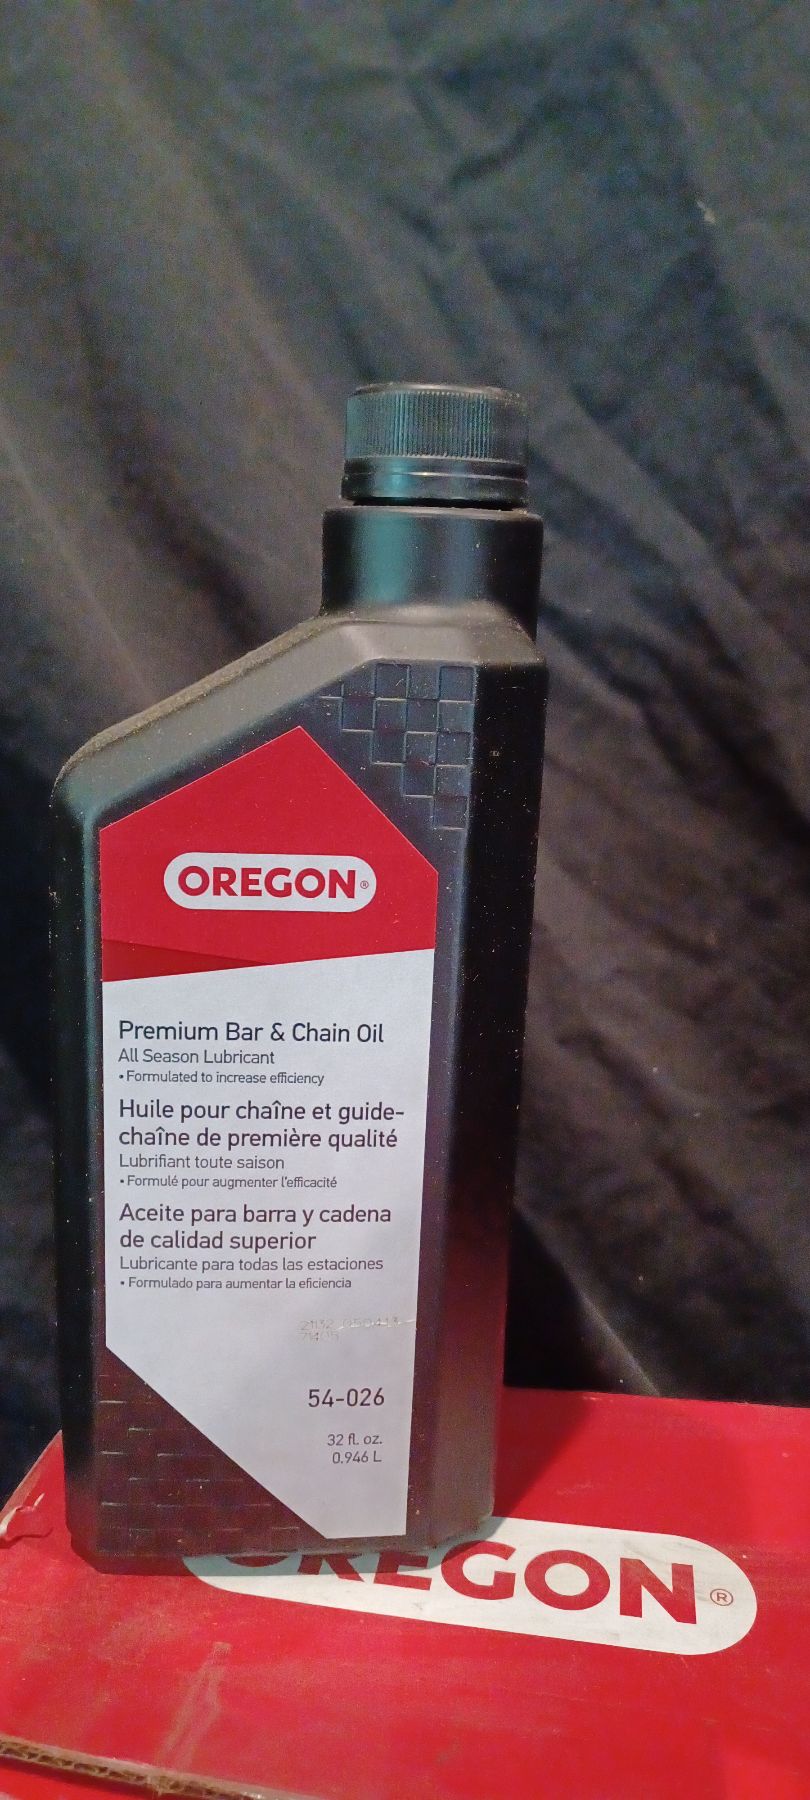 OREGON®
Premium Bar & Chain Oil
All Season Lubricant
• Formulated to increase efficiency
Huile pour chaîne et guide-
chaîne de première qualité
Lubrifiant toute saison
• Formulé pour augmenter l'efficacité
Aceite para barra y cadena
de calidad superior
Lubricante para todas las estaciones
• Formulado para aumentar la eficiencia
54-026
32 fl. oz.
0.946 L
OREGON®